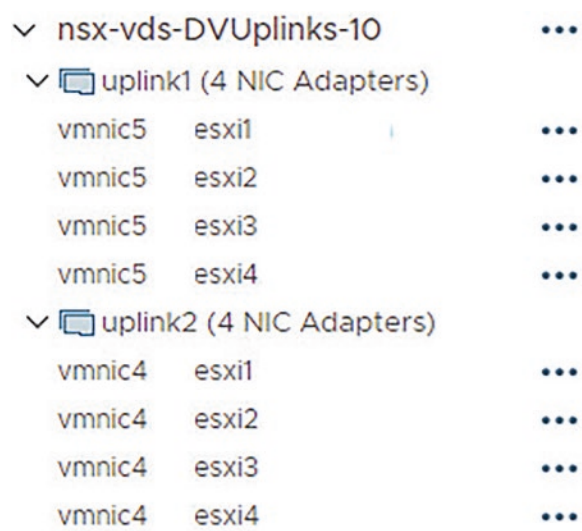 nsx-vds-DVUplinks-10 •••
uplink1 (4 NIC Adapters)
vmnic5 esxi1 •••
vmnic5 esxi2 •••
vmnic5 esxi3 •••
vmnic5 esxi4 •••
uplink2 (4 NIC Adapters)
vmnic4 esxi1 •••
vmnic4 esxi2 •••
vmnic4 esxi3 •••
vmnic4 esxi4 •••